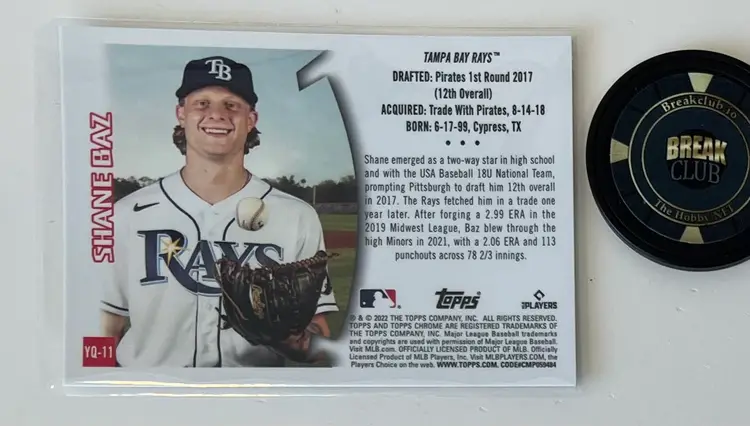 TB
RAYS
SHANE BAZ
YQ-11
TAMPA BAY RAYS™
DRAFTED: Pirates 1st Round 2017
(12th Overall)
ACQUIRED: Trade With Pirates, 8-14-18
BORN: 6-17-99, Cypress, TX
Shane emerged as a two-way star in high school
and with the USA Baseball 18U National Team,
prompting Pittsburgh to draft him 12th overall
in 2017. The Rays fetched him in a trade one
year later. After forging a 2.99 ERA in the
2019 Midwest League, Baz blew through the
high Minors in 2021, with a 2.06 ERA and 113
punchouts across 78 2/3 innings.
topps
PLAYERS
® & © 2022 THE TOPPS COMPANY, INC. ALL RIGHTS RESERVED.
TOPPS AND TOPPS CHROME ARE REGISTERED TRADEMARKS OF
THE TOPPS COMPANY, INC. Major League Baseball trademarks
and copyrights are used with permission of Major League Baseball.
Visit MLB.com. OFFICIALLY LICENSED PRODUCT OF MLB. Officially
Licensed Product of MLB Players, Inc. Visit MLBPLAYERS.COM, the
Players Choice on the web. WWW.TOPPS.COM. CODE#CMP059484
Breakclub.io
BREAK
CLUB
The Hobby NFT